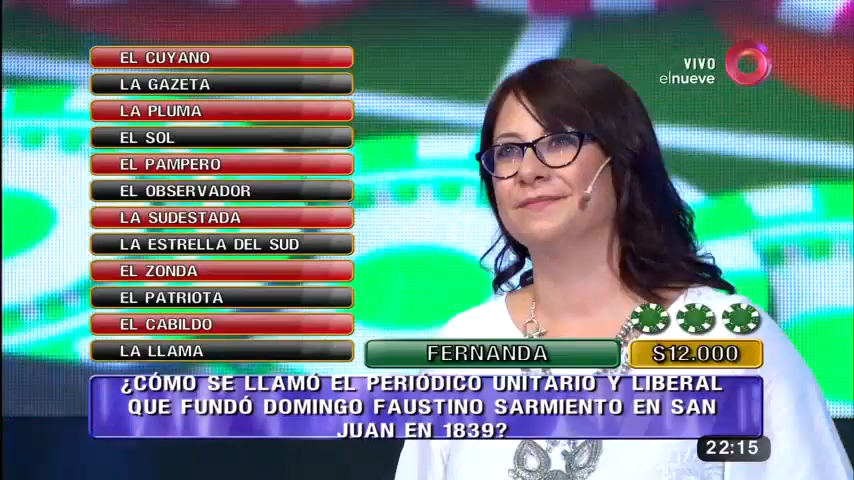 EL CUYANO
LA GAZETA
LA PLUMA
EL SOL
EL PAMPERO
EL OBSERVADOR
LA SUDESTADA
LA ESTRELLA DEL SUD
EL ZONDA
EL PATRIOTA
EL CABILDO
LA LLAMA
VIVO
elnueve
FERNANDA
$12.000
¿CÓMO SE LLAMÓ EL PERIÓDICO UNITARIO Y LIBERAL
QUE FUNDÓ DOMINGO FAUSTINO SARMIENTO EN SAN
JUAN EN 1839?
22:15